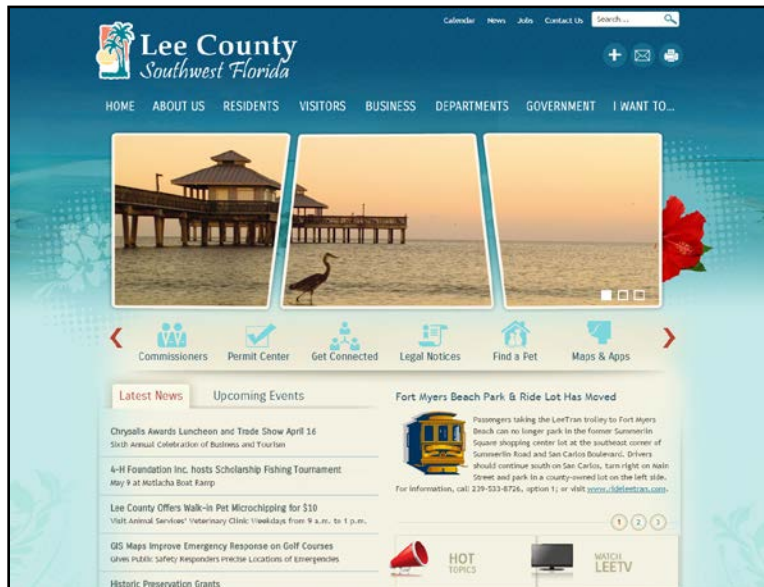 Calendar News Jobs Contact Us Search...
Lee County
Southwest Florida
HOME ABOUT US RESIDENTS VISITORS BUSINESS DEPARTMENTS GOVERNMENT I WANT TO...
Commissioners Permit Center Get Connected Legal Notices Find a Pet Maps & Apps
Latest News Upcoming Events
Chrysalis Awards Luncheon and Trade Show April 16
Sixth Annual Celebration of Business and Tourism
4-H Foundation Inc. hosts Scholarship Fishing Tournament
May 9 at Matlacha Boat Ramp
Lee County Offers Walk-in Pet Microchipping for $10
Visit Animal Services' Veterinary Clinic Weekdays from 9 a.m. to 1 p.m.
GIS Maps Improve Emergency Response on Golf Courses
Gives Public Safety Responders Precise Locations of Emergencies
Historic Preservation Grants
Fort Myers Beach Park & Ride Lot Has Moved
Passengers taking the LeeTran trolley to Fort Myers
Beach can no longer park in the former Summerlin
Square shopping center lot at the southeast corner of
Summerlin Road and San Carlos Boulevard. Drivers
should continue south on San Carlos, turn right on Main
Street and park in a county-owned lot on the left side.
For information, call 239-533-8726, option 1; or visit www.rideleetran.com.
1 2 3
HOT
TOPICS
WATCH
LEETV